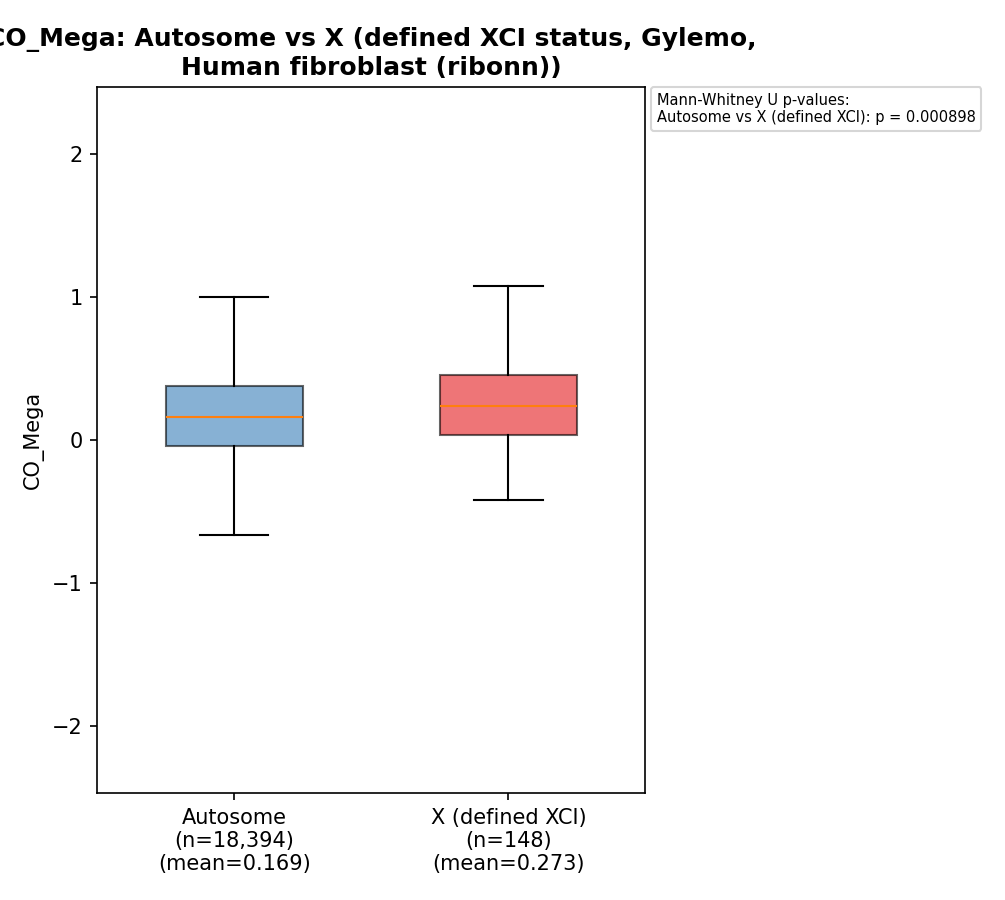 CO_Mega: Autosome vs X (defined XCI status, Gylemo,
Human fibroblast (ribonn))
Mann-Whitney U p-values:
Autosome vs X (defined XCI): p = 0.000898
2
1
0
−1
−2
CO_Mega
Autosome
(n=18,394)
(mean=0.169)
X (defined XCI)
(n=148)
(mean=0.273)